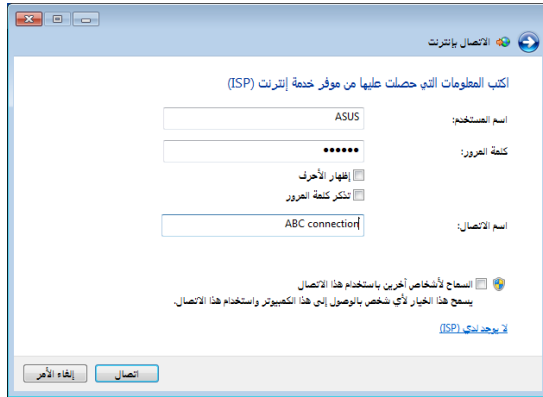 الاتصال بإنترنت
اكتب المعلومات التي حصلت عليها من موفر خدمة إنترنت (ISP)
اسم المستخدم:
ASUS
كلمة المرور:
••••••
إظهار الأحرف
تذكر كلمة المرور
اسم الاتصال:
ABC connection
السماح لأشخاص آخرين باستخدام هذا الاتصال
يسمح هذا الخيار لأي شخص بالوصول إلى هذا الكمبيوتر واستخدام هذا الاتصال.
لا يوجد لدي (ISP)
اتصال
إلغاء الأمر